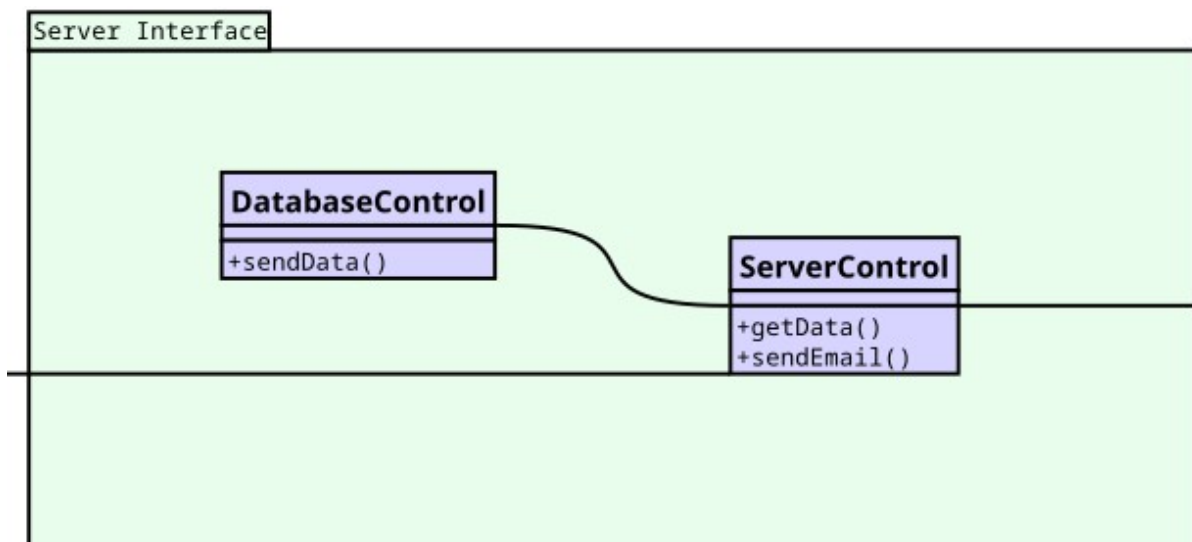 Server Interface
DatabaseControl
+sendData()
ServerControl
+getData()
+sendEmail()